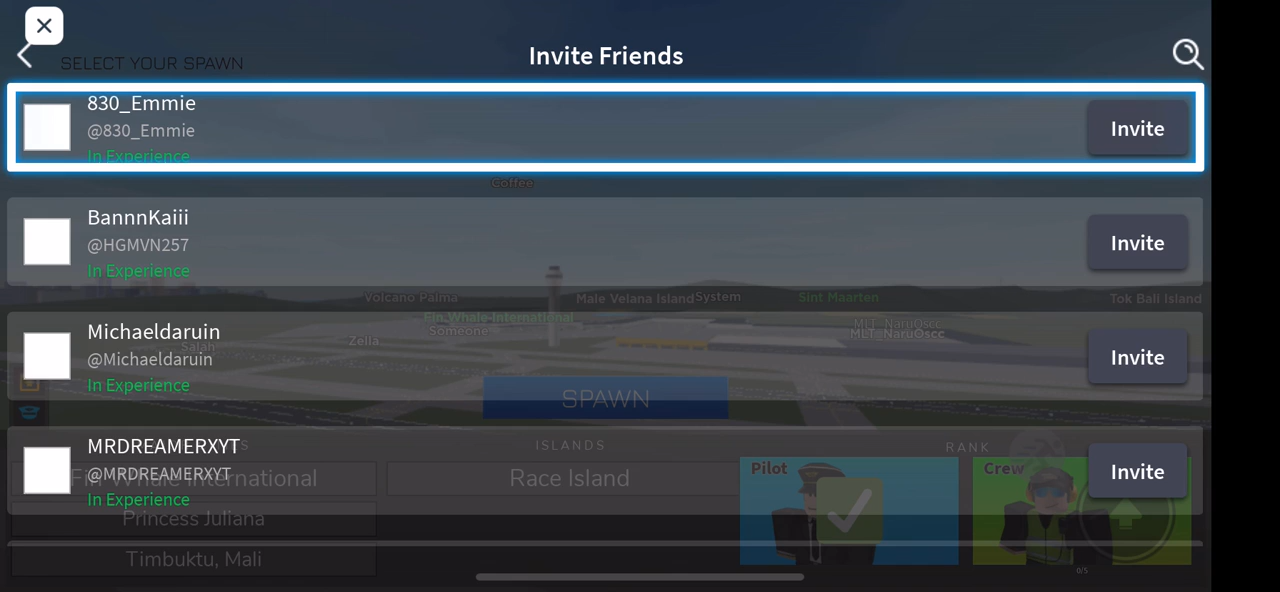 SELECT YOUR SPAWN
Invite Friends
830_Emmie
@830_Emmie
In Experience
Invite
Coffee
BannnKaiii
@HGMVN257
In Experience
Invite
Volcano Palma
Male Velana Island
System
Sint Maarten
Tok Bali Island
Fin Whale International
Someone
Zella
MLT_NaruOscc
MLT_NaruOscc
Michaeldaruin
Salah
@Michaeldaruin
In Experience
Invite
SPAWN
MRDREAMERXYT
@MRDREAMERXYT
In Experience
Invite
ISLANDS
RANK
Fin Whale International
Race Island
Pilot
Crew
Princess Juliana
Timbuktu, Mali
0/5